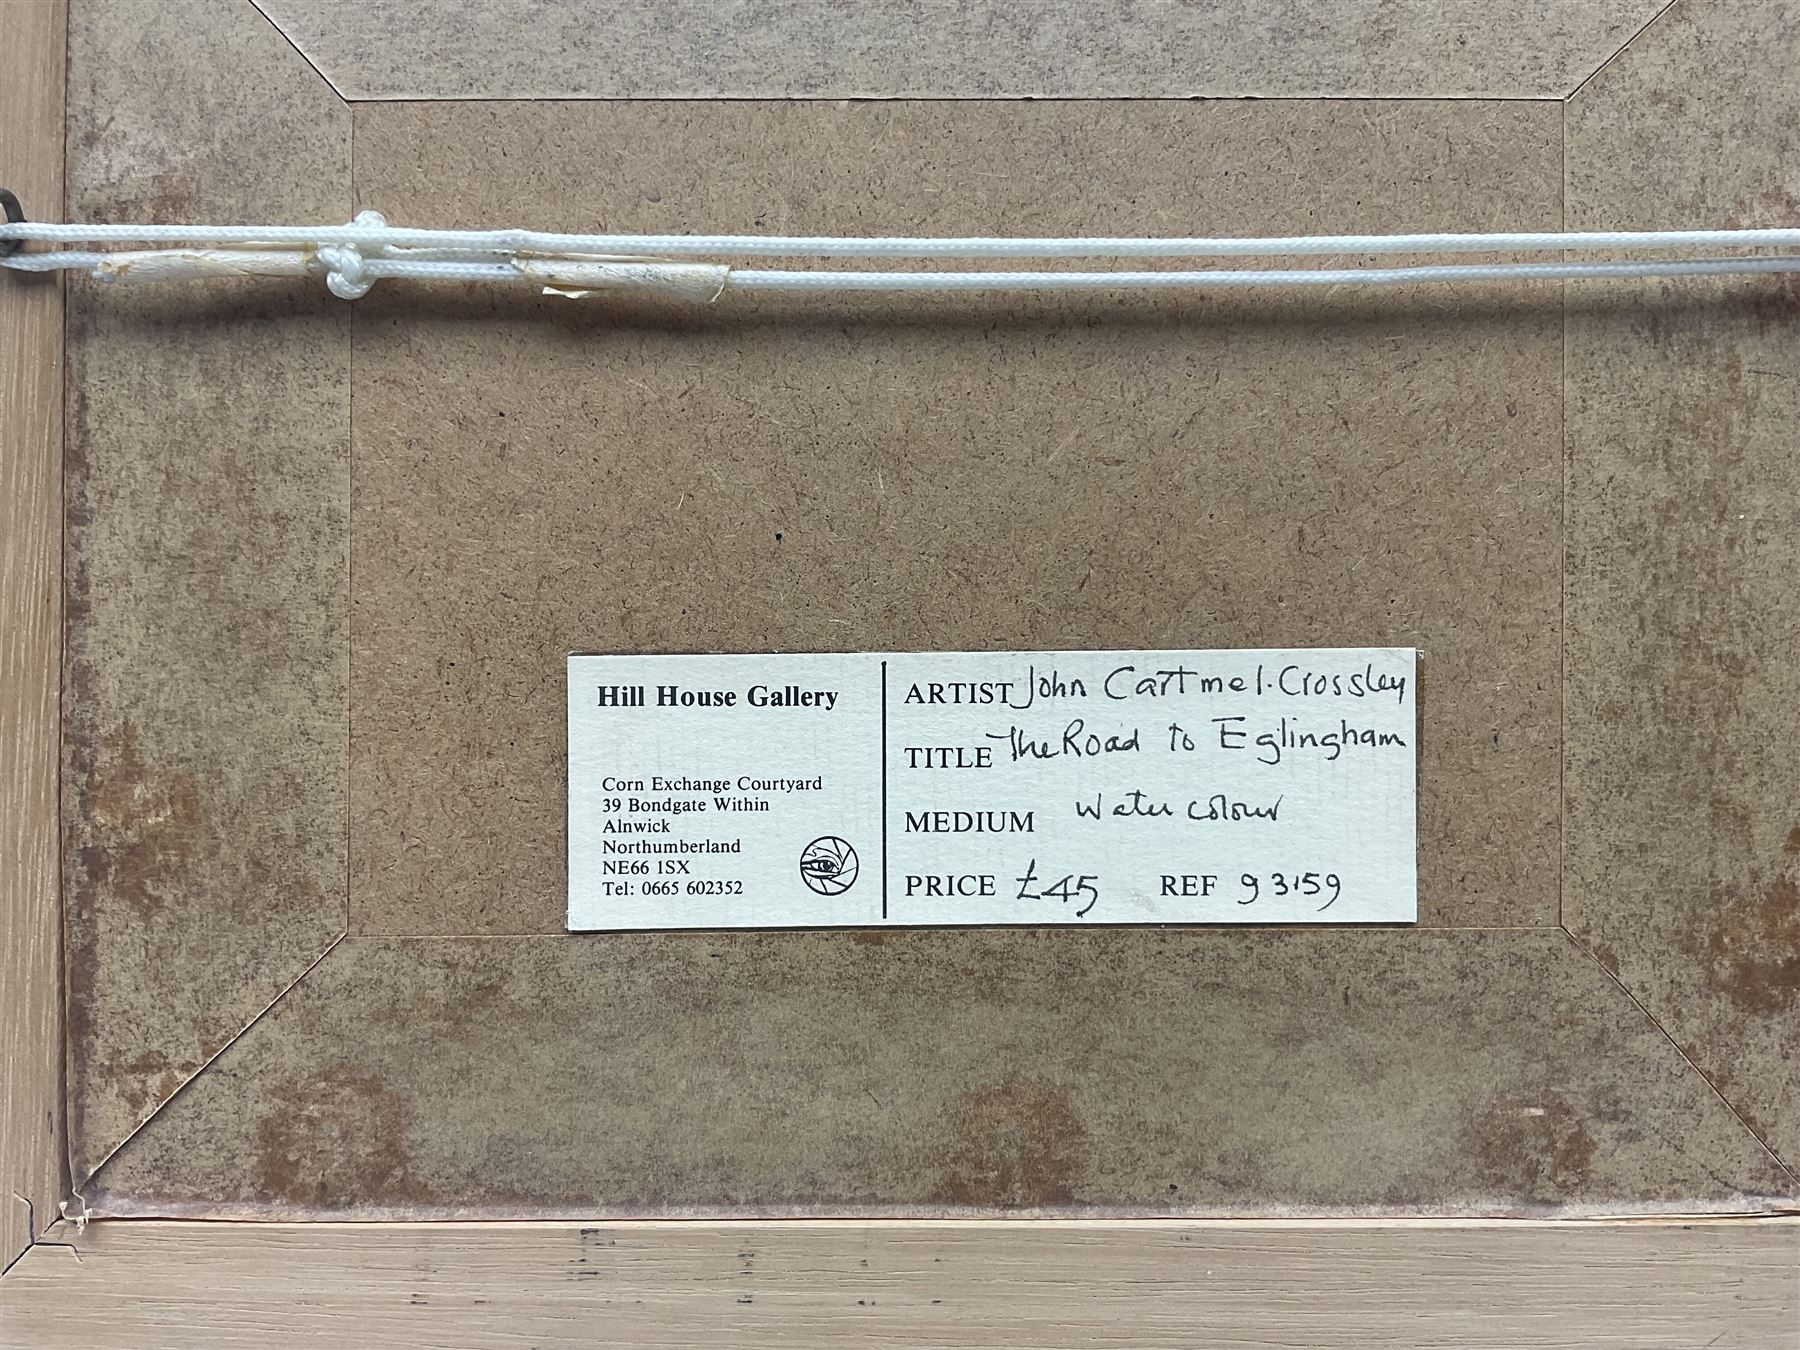 Hill House Gallery
Corn Exchange Courtyard
39 Bondgate Within
Alnwick
Northumberland
NE66 1SX
Tel: 0665 602352
ARTIST John Cartmel-Crossley
TITLE The Road to Eglingham
MEDIUM Water colour
PRICE £45 REF 93159